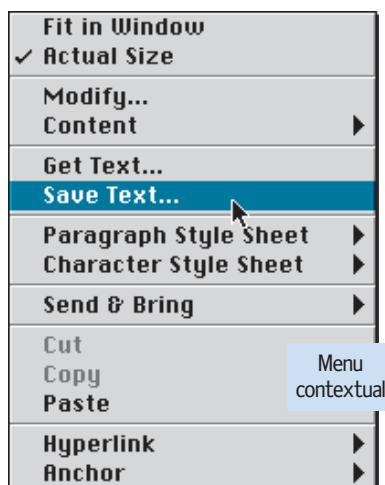 Fit in Window
✓ Actual Size
Modify...
Content
Get Text...
Save Text...
Paragraph Style Sheet
Character Style Sheet
Send & Bring
Cut
Copy
Paste
Menu
contextual
Hyperlink
Anchor